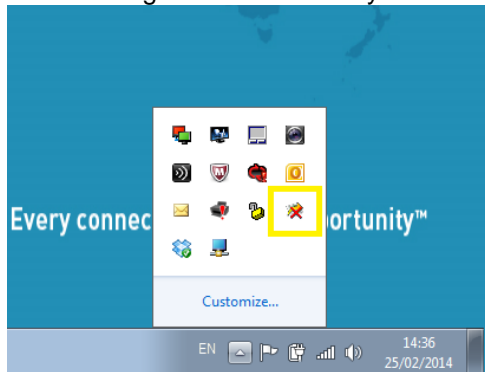 Every connec
ortunity™
Customize...
EN
14:36
25/02/2014